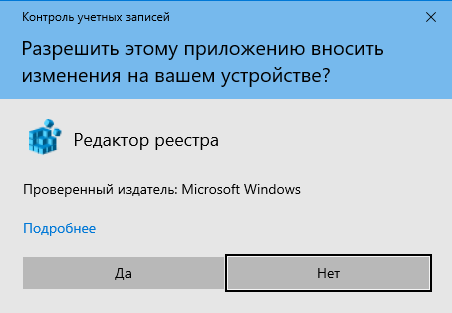 Контроль учетных записей
Разрешить этому приложению вносить
изменения на вашем устройстве?
Редактор реестра
Проверенный издатель: Microsoft Windows
Подробнее
Да
Нет